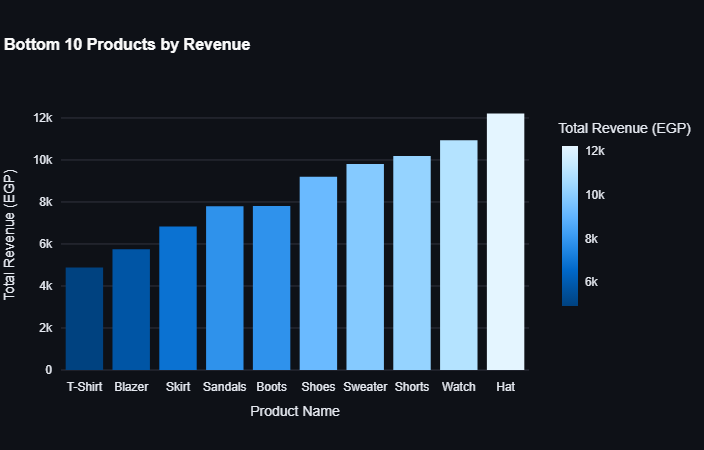 Bottom 10 Products by Revenue
Total Revenue (EGP)
12k
10k
8k
6k
4k
2k
0
T-Shirt Blazer Skirt Sandals Boots Shoes Sweater Shorts Watch Hat
Product Name
Total Revenue (EGP)
12k
10k
8k
6k